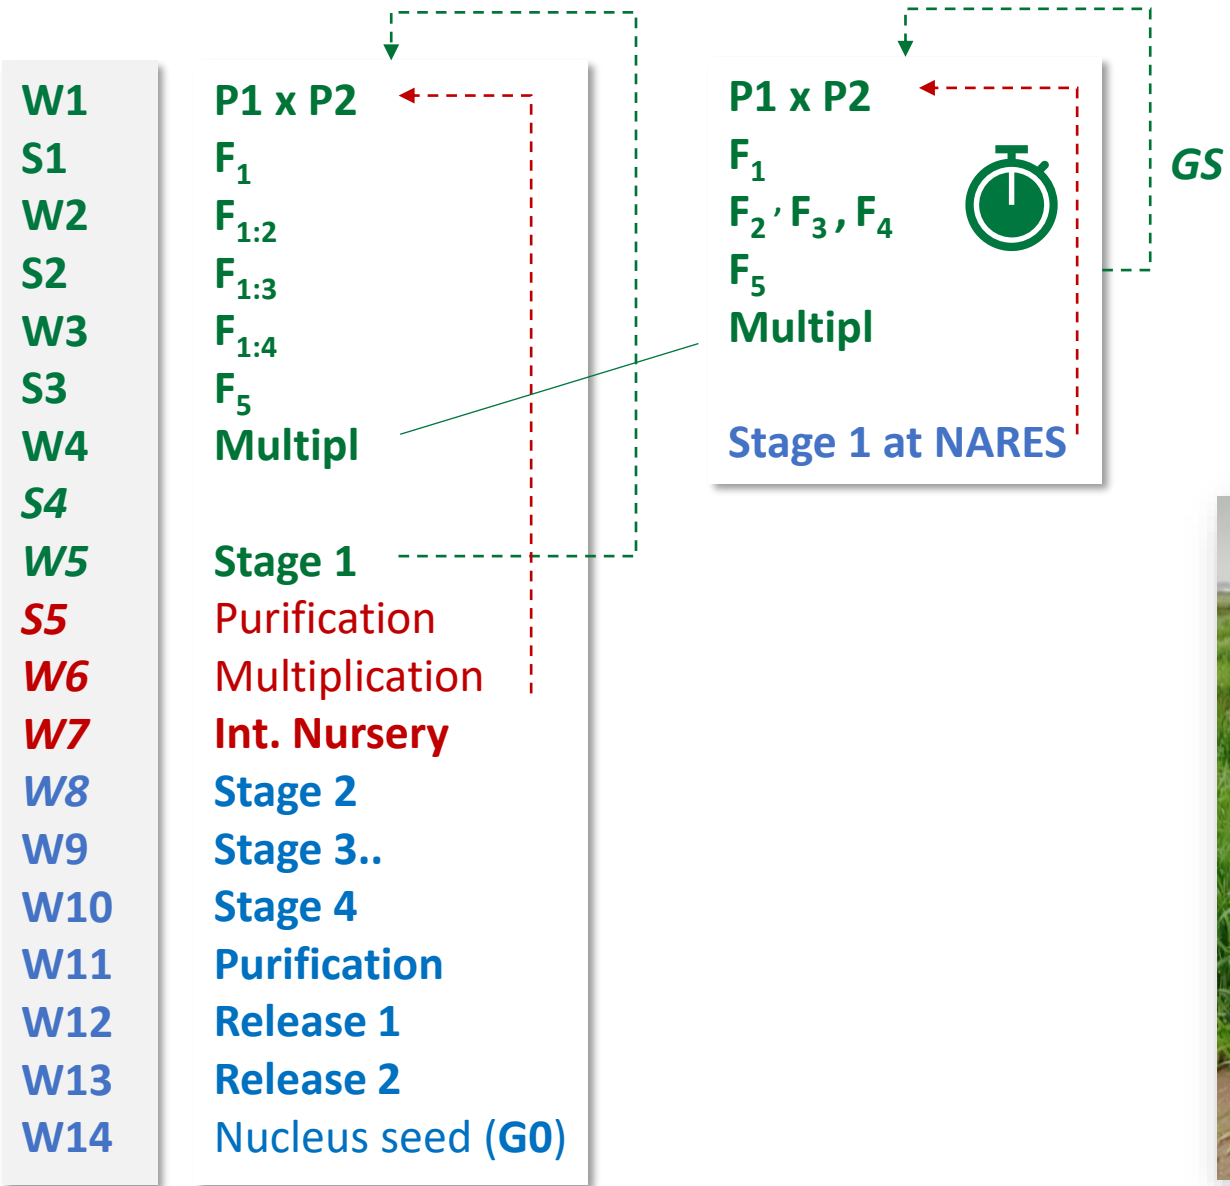 W1
S1
W2
S2
W3
S3
W4
S4
W5
S5
W6
W7
W8
W9
W10
W11
W12
W13
W14
P1 x P2
F1
F1:2
F1:3
F1:4
F5
Multipl
Stage 1
Purification
Multiplication
Int. Nursery
Stage 2
Stage 3..
Stage 4
Purification
Release 1
Release 2
Nucleus seed (G0)
P1 x P2
F1
F2 , F3 , F4
F5
Multipl
Stage 1 at NARES
GS